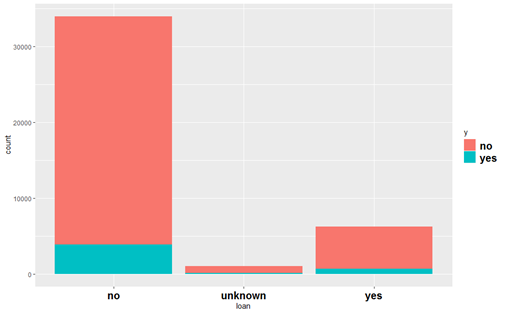 30000
20000
10000
0
count
no unknown yes
loan
y
no
yes